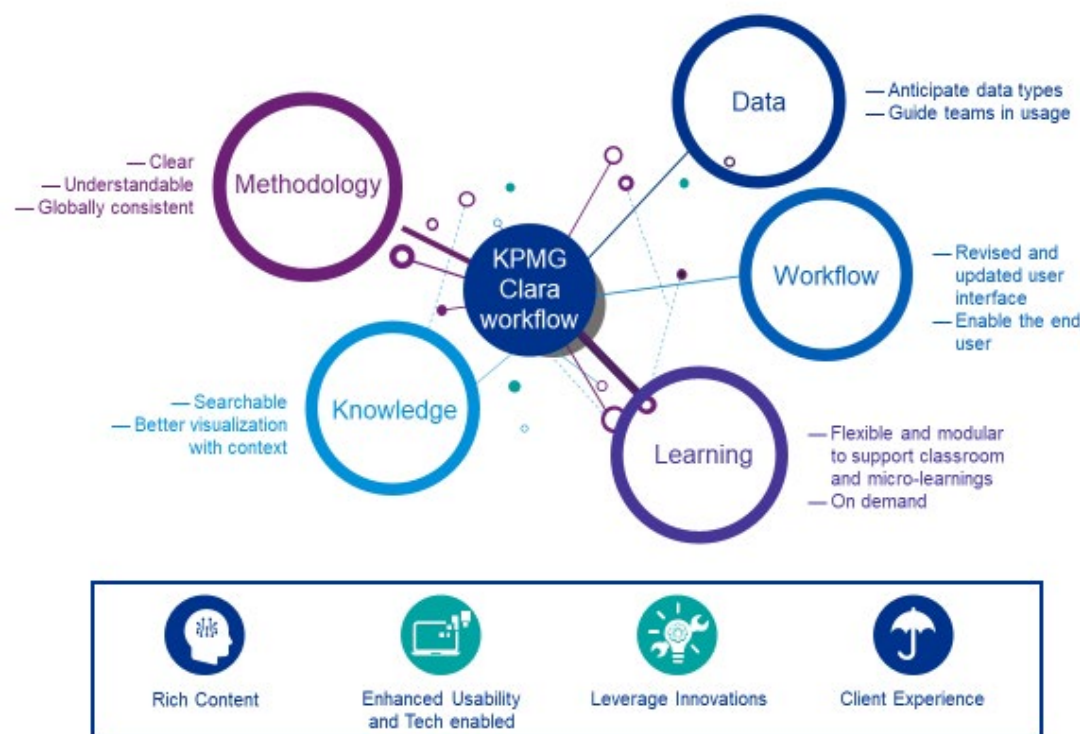 Data
— Anticipate data types
— Guide teams in usage
Methodology
— Clear
— Understandable
— Globally consistent
KPMG
Clara
workflow
Workflow
— Revised and
updated user
interface
— Enable the end
user
Knowledge
— Searchable
— Better visualization
with context
Learning
— Flexible and modular
to support classroom
and micro-learnings
— On demand
Rich Content
Enhanced Usability
and Tech enabled
Leverage Innovations
Client Experience